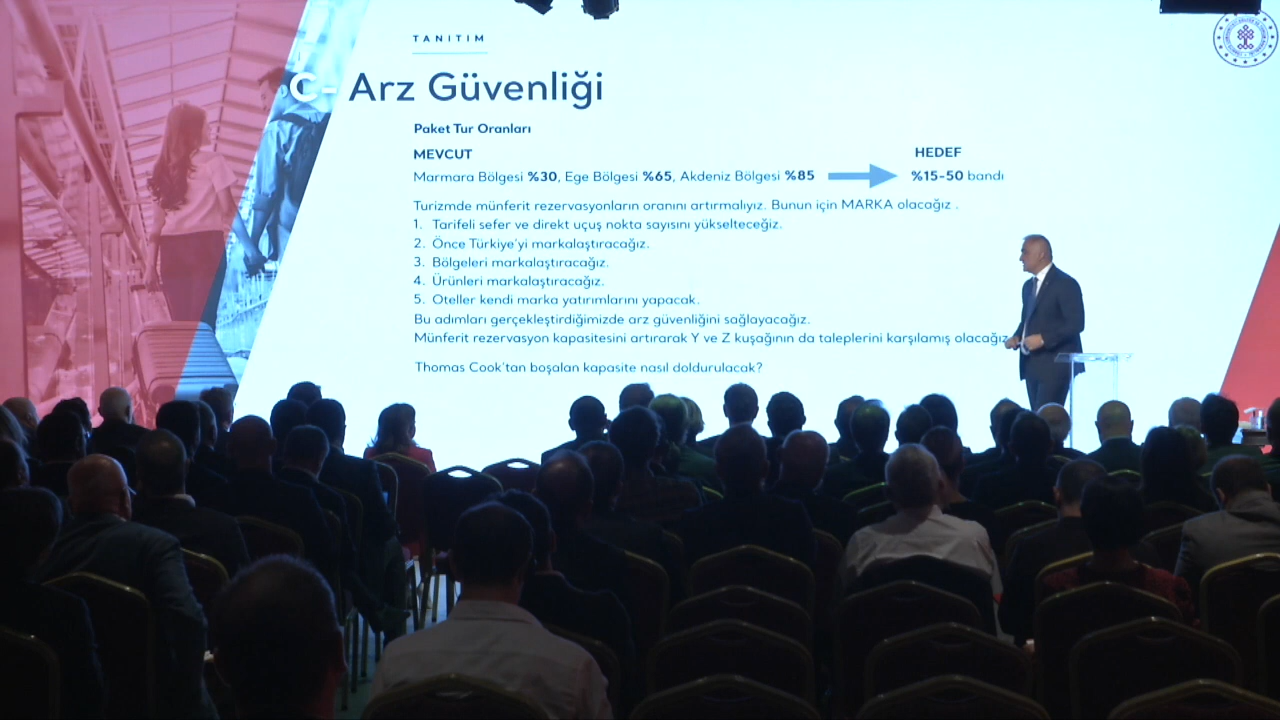 TANITIM
C- Arz Güvenliği
Paket Tur Oranları
MEVCUT
HEDEF
Marmara Bölgesi %30, Ege Bölgesi %65, Akdeniz Bölgesi %85
%15-50 bandı
Turizmde münferit rezervasyonların oranını artırmalıyız. Bunun için MARKA olacağız .
1. Tarifeli sefer ve direkt uçuş nokta sayısını yükselteceğiz.
2. Önce Türkiye'yi markalaştıracağız.
3. Bölgeleri markalaştıracağız.
4. Ürünleri markalaştıracağız.
5. Oteller kendi marka yatırımlarını yapacak.
Bu adımları gerçekleştirdiğimizde arz güvenliğini sağlayacağız.
Münferit rezervasyon kapasitesini artırarak Y ve Z kuşağının da taleplerini karşılamış olacağız
Thomas Cook'tan boşalan kapasite nasıl doldurulacak?